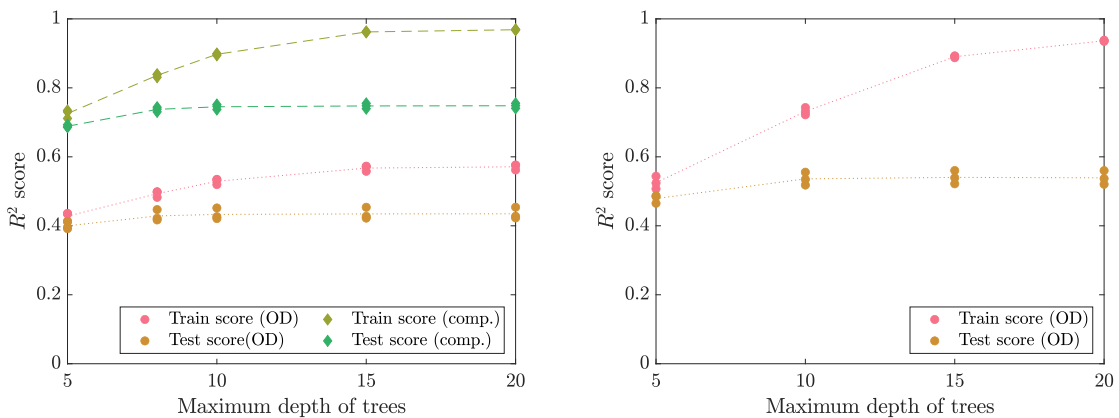 1
0.8
0.6
0.4
0.2
0
R² score
5
10
15
20
Maximum depth of trees
Train score (OD)
Test score(OD)
Train score (comp.)
Test score (comp.)
1
0.8
0.6
0.4
0.2
0
R² score
5
10
15
20
Maximum depth of trees
Train score (OD)
Test score (OD)